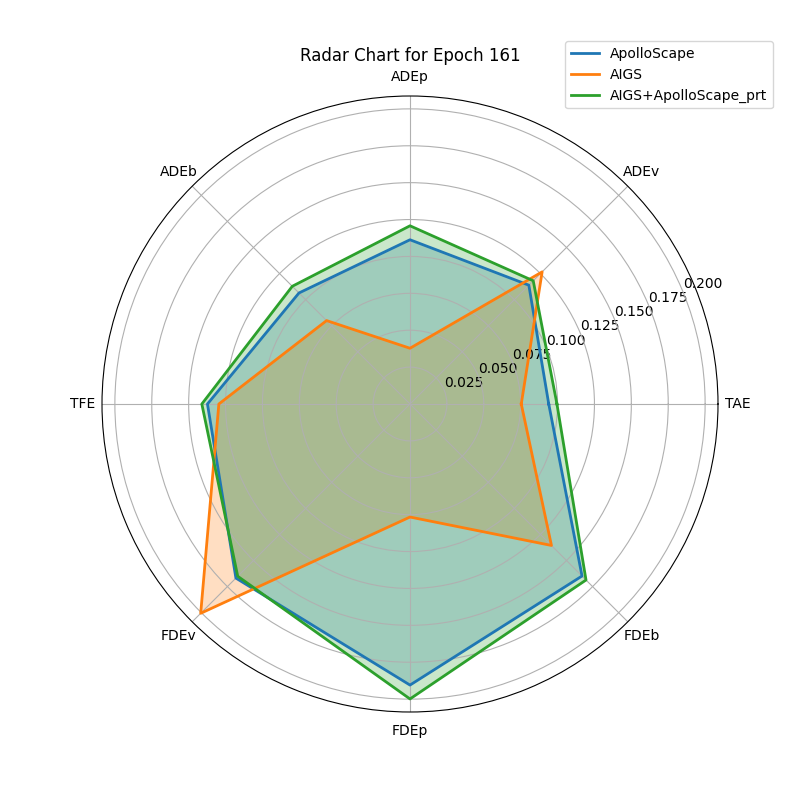 Radar Chart for Epoch 161
ApolloScape
AIGS
AIGS+ApolloScape_prt
ADEp
ADEb
ADEv
TFE
TAE
FDEv
FDEb
FDEp
0.200
0.175
0.150
0.125
0.100
0.075
0.050
0.025